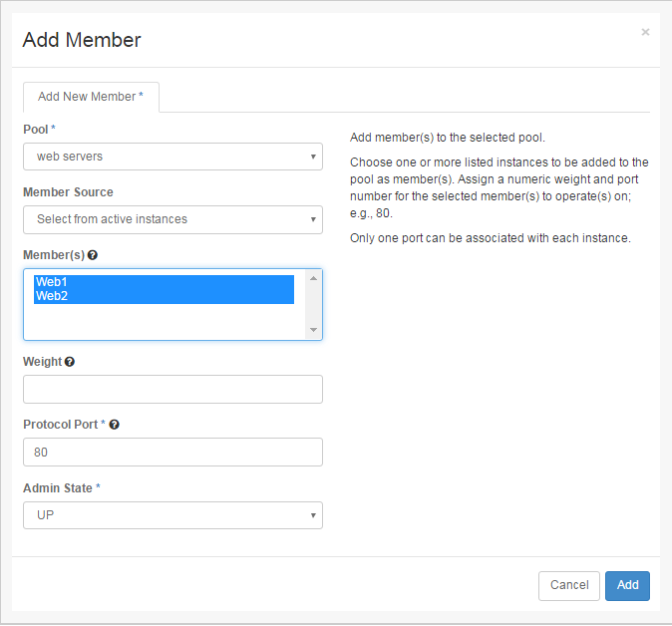 Add Member
×
Add New Member *
Pool *
web servers
Member Source
Select from active instances
Member(s) ?
Web1
Web2
Weight ?
Protocol Port * ?
80
Admin State *
UP
Add member(s) to the selected pool.
Choose one or more listed instances to be added to the
pool as member(s). Assign a numeric weight and port
number for the selected member(s) to operate(s) on;
e.g., 80.
Only one port can be associated with each instance.
Cancel
Add